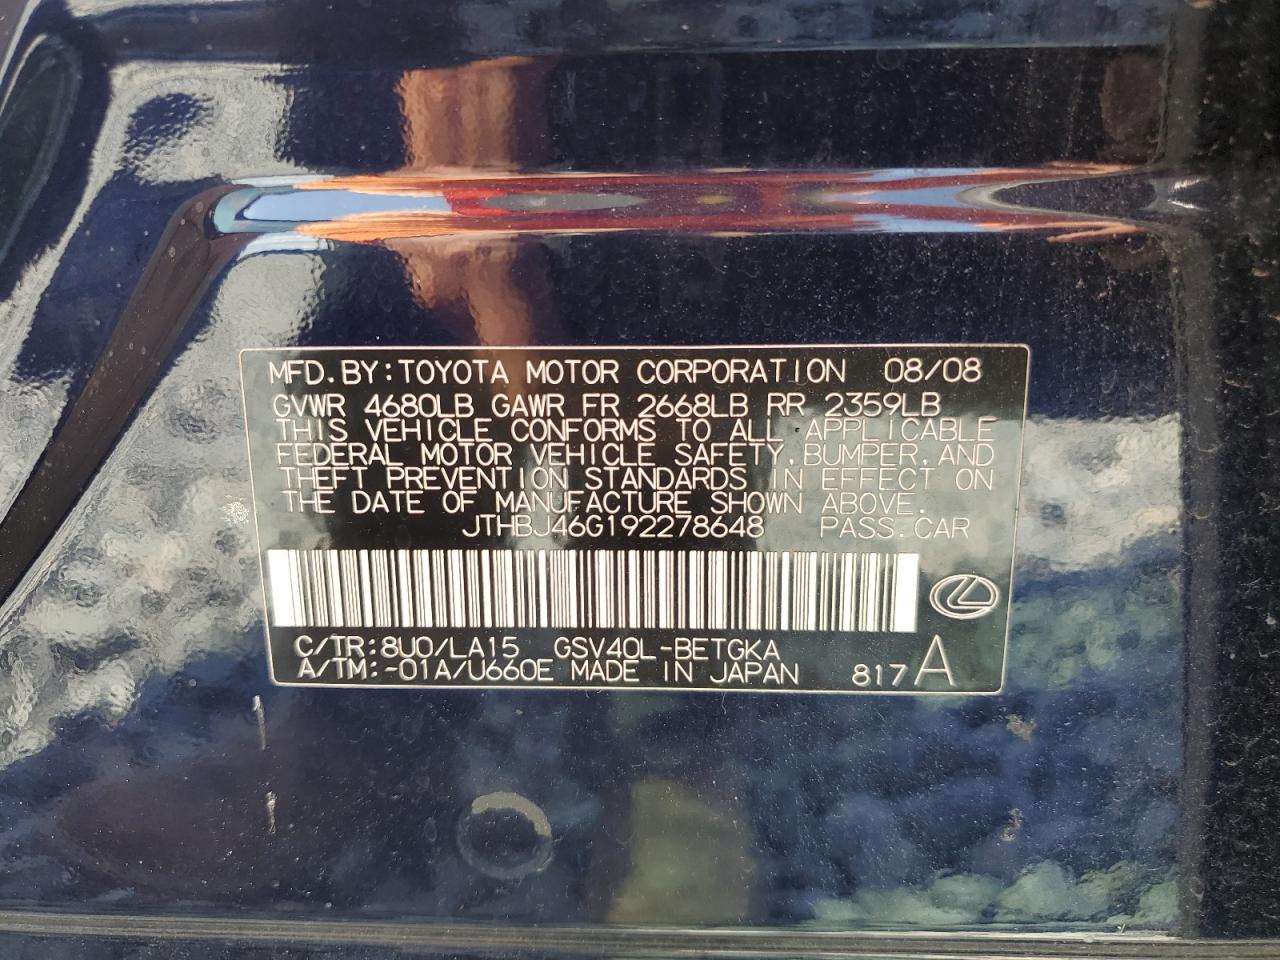 MFD.BY:TOYOTA MOTOR CORPORATION 08/08
GVWR 4680LB GAWR FR 2668LB RR 2359LB
THIS VEHICLE CONFORMS TO ALL APPLICABLE
FEDERAL MOTOR VEHICLE SAFETY,BUMPER,AND
THEFT PREVENTION STANDARDS IN EFFECT ON
THE DATE OF MANUFACTURE SHOWN ABOVE.
JTHBJ46G192278648 PASS.CAR
C/TR:8U0/LA15 GSV40L-BETGKA
A/TM:-01A/U660E MADE IN JAPAN 817A